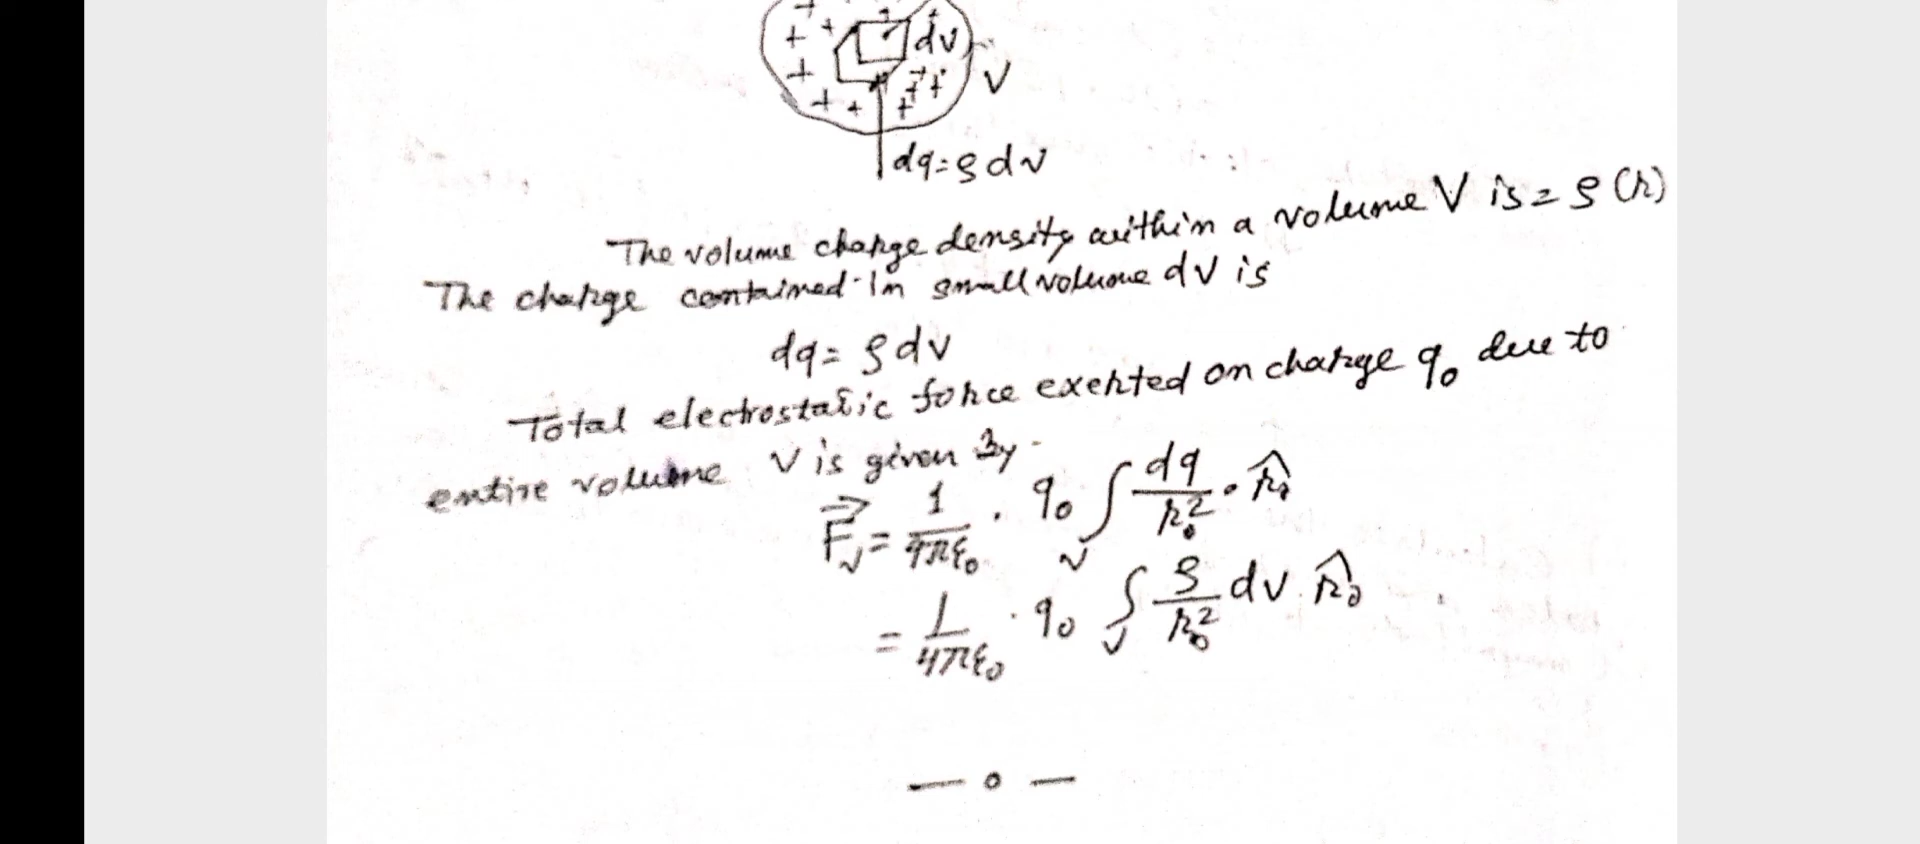 dv
V
dq = ρdv
The volume charge density within a volume V is = ρ(r)
The charge contained in small volume dV is
dq = ρdv
Total electrostatic force exerted on charge q₀ due to
entire volume V is given by -
F⃗ᵥ = 1/4πε₀ . q₀ ∫ᵥ dq/r₀² . r̂₀
= 1/4πε₀ . q₀ ∫ᵥ ρ/r₀² dv r̂₀
— o —